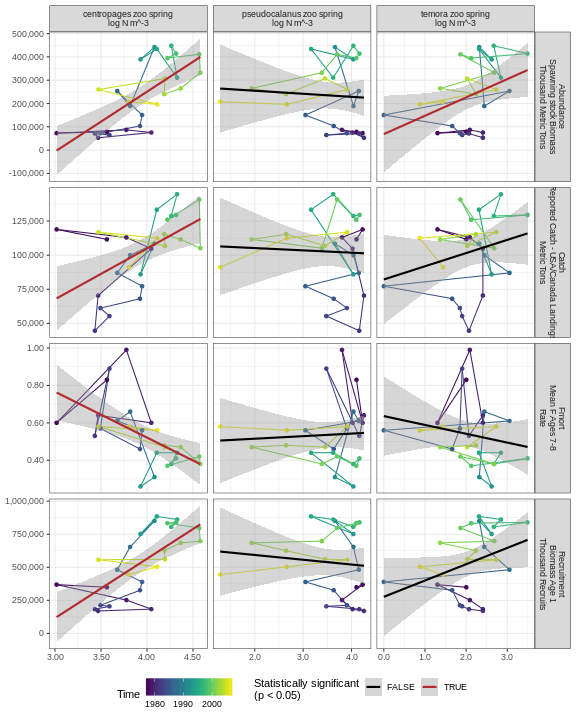 centropages zoo spring
log N m^-3
pseudocalanus zoo spring
log N m^-3
temora zoo spring
log N m^-3
500,000
400,000
300,000
200,000
100,000
0
-100,000
Abundance
Spawning stock Biomass
Thousand Metric Tons
125,000
100,000
75,000
50,000
Catch
Reported Catch - USA/Canada Landings
Metric Tons
1.00
0.80
0.60
0.40
Fmort
Mean F Ages 7-8
Rate
1,000,000
750,000
500,000
250,000
0
Recruitment
Biomass Age 1
Thousand Recruits
3.00 3.50 4.00 4.50
2.0 3.0 4.0
0.0 1.0 2.0 3.0
Time
1980 1990 2000
Statistically significant
(p < 0.05)
FALSE
TRUE